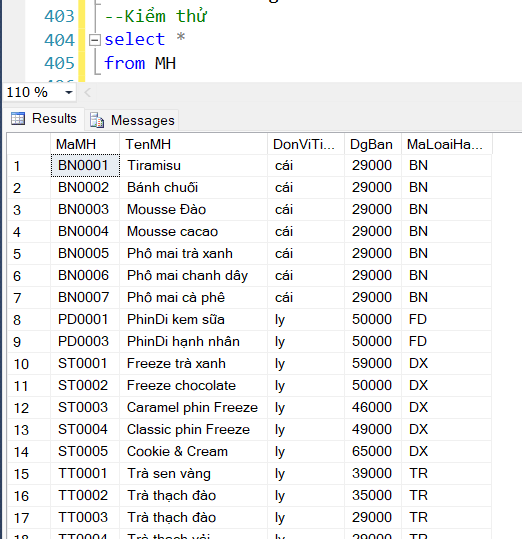 403 --Kiểm thử
404 select *
405 from MH
110 %
Results Messages
MaMH TenMH DonViTi... DgBan MaLoaiHa...
1 BN0001 Tiramisu cái 29000 BN
2 BN0002 Bánh chuối cái 29000 BN
3 BN0003 Mousse Đào cái 29000 BN
4 BN0004 Mousse cacao cái 29000 BN
5 BN0005 Phô mai trà xanh cái 29000 BN
6 BN0006 Phô mai chanh dây cái 29000 BN
7 BN0007 Phô mai cà phê cái 29000 BN
8 PD0001 PhinDi kem sữa ly 50000 FD
9 PD0003 PhinDi hạnh nhân ly 50000 FD
10 ST0001 Freeze trà xanh ly 59000 DX
11 ST0002 Freeze chocolate ly 50000 DX
12 ST0003 Caramel phin Freeze ly 46000 DX
13 ST0004 Classic phin Freeze ly 49000 DX
14 ST0005 Cookie & Cream ly 65000 DX
15 TT0001 Trà sen vàng ly 39000 TR
16 TT0002 Trà thạch đào ly 35000 TR
17 TT0003 Trà thạch đào ly 29000 TR
18 TT0004 Trà thạch vải ly 29000 TR